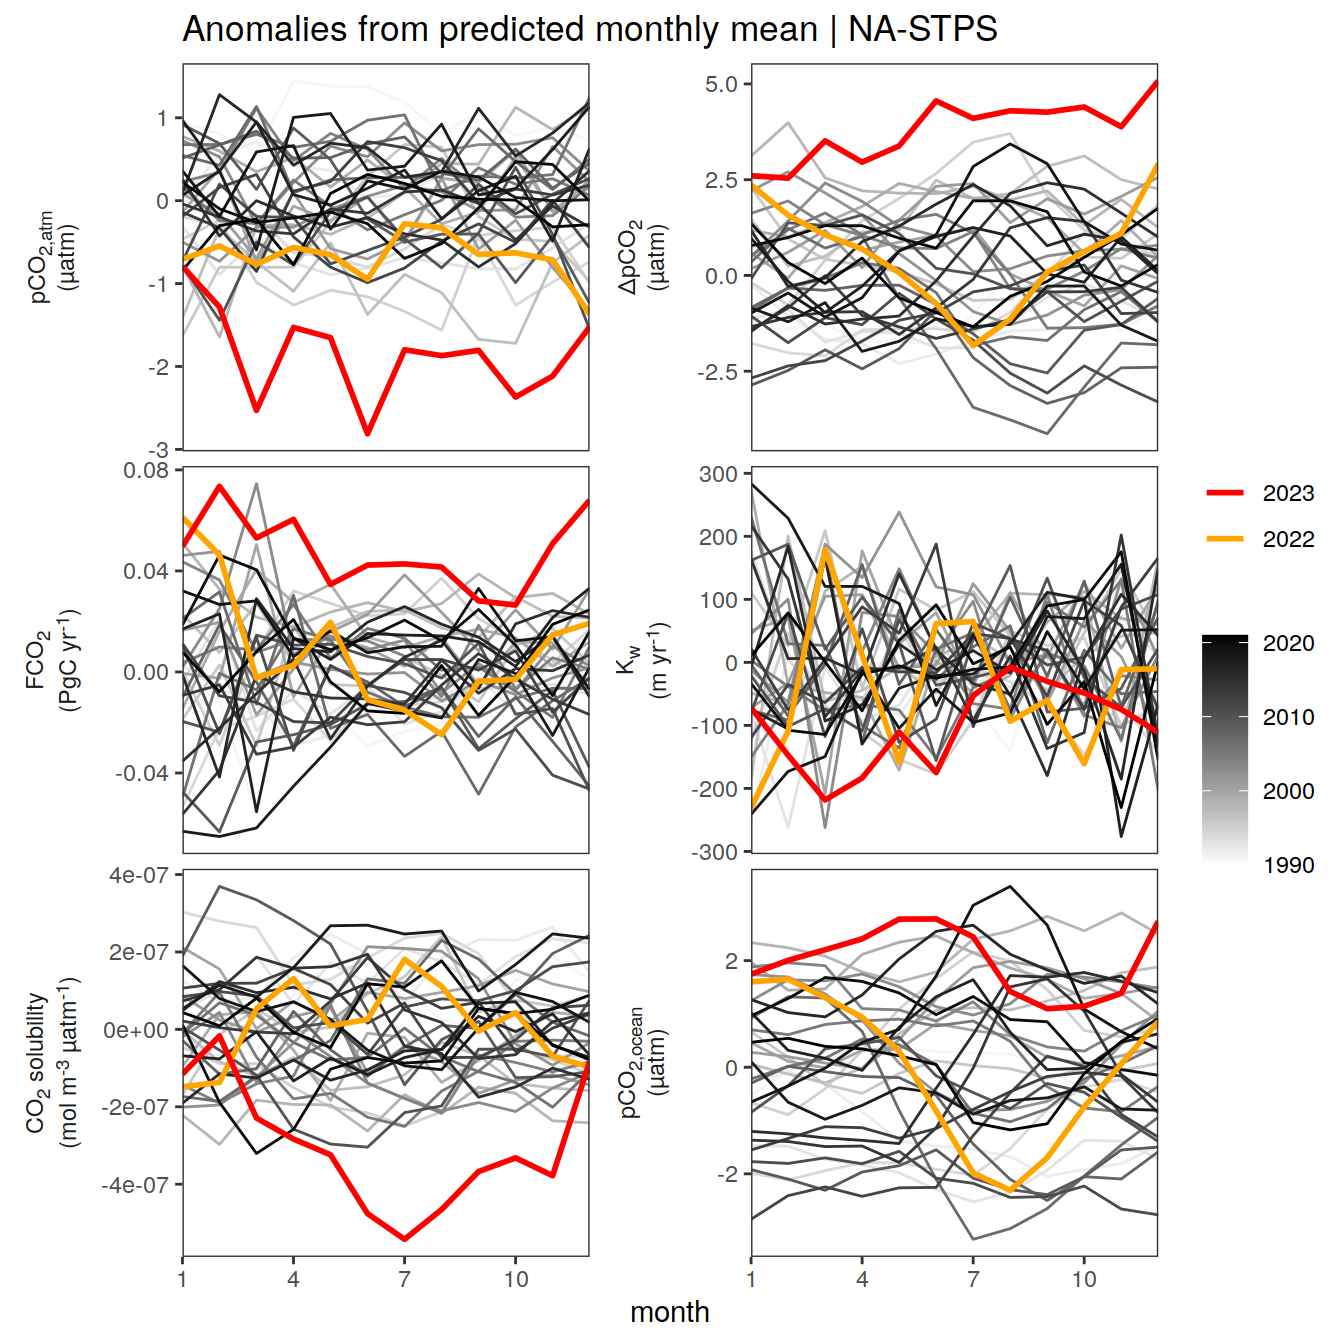 Anomalies from predicted monthly mean | NA-STPS
pCO2,atm
(µatm)
1
0
-1
-2
-3
ΔpCO2
(µatm)
5.0
2.5
0.0
-2.5
FCO2
(PgC yr-1)
0.08
0.04
0.00
-0.04
Kw
(m yr-1)
300
200
100
0
-100
-200
-300
CO2 solubility
(mol m-3 µatm-1)
4e-07
2e-07
0e+00
-2e-07
-4e-07
1 4 7 10
pCO2,ocean
(µatm)
2
0
-2
1 4 7 10
month
2023
2022
2020
2010
2000
1990